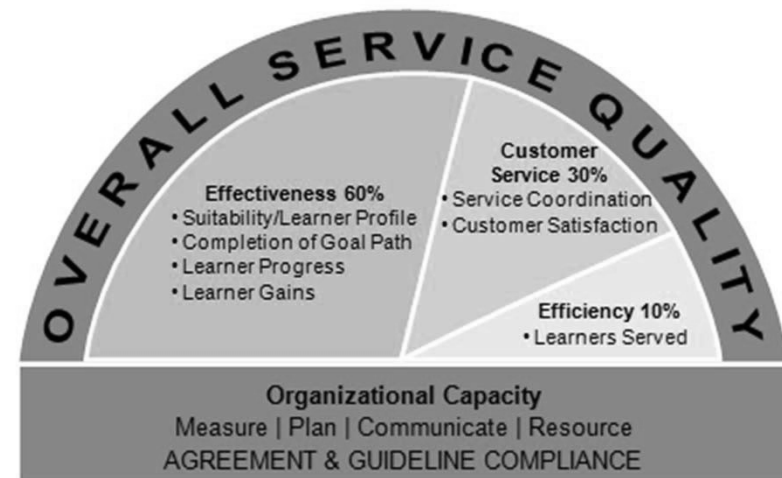 OVERALL SERVICE QUALITY
Effectiveness 60%
• Suitability/Learner Profile
• Completion of Goal Path
• Learner Progress
• Learner Gains
Customer
Service 30%
• Service Coordination
• Customer Satisfaction
Efficiency 10%
• Learners Served
Organizational Capacity
Measure | Plan | Communicate | Resource
AGREEMENT & GUIDELINE COMPLIANCE